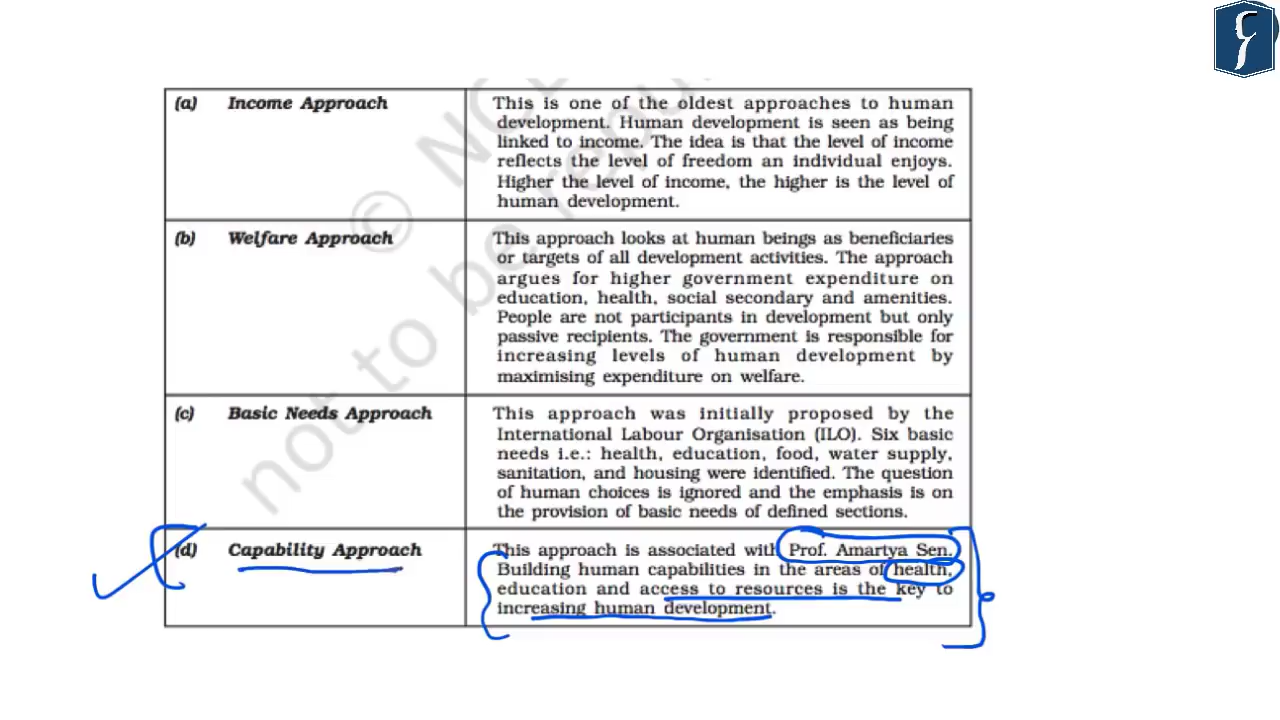 (a) Income Approach
This is one of the oldest approaches to human
development. Human development is seen as being
linked to income. The idea is that the level of income
reflects the level of freedom an individual enjoys.
Higher the level of income, the higher is the level of
human development.
(b) Welfare Approach
This approach looks at human beings as beneficiaries
or targets of all development activities. The approach
argues for higher government expenditure on
education, health, social secondary and amenities.
People are not participants in development but only
passive recipients. The government is responsible for
increasing levels of human development by
maximising expenditure on welfare.
(c) Basic Needs Approach
This approach was initially proposed by the
International Labour Organisation (ILO). Six basic
needs i.e.: health, education, food, water supply,
sanitation, and housing were identified. The question
of human choices is ignored and the emphasis is on
the provision of basic needs of defined sections.
(d) Capability Approach
This approach is associated with Prof. Amartya Sen.
Building human capabilities in the areas of health,
education and access to resources is the key to
increasing human development.
© NC
not to be repu